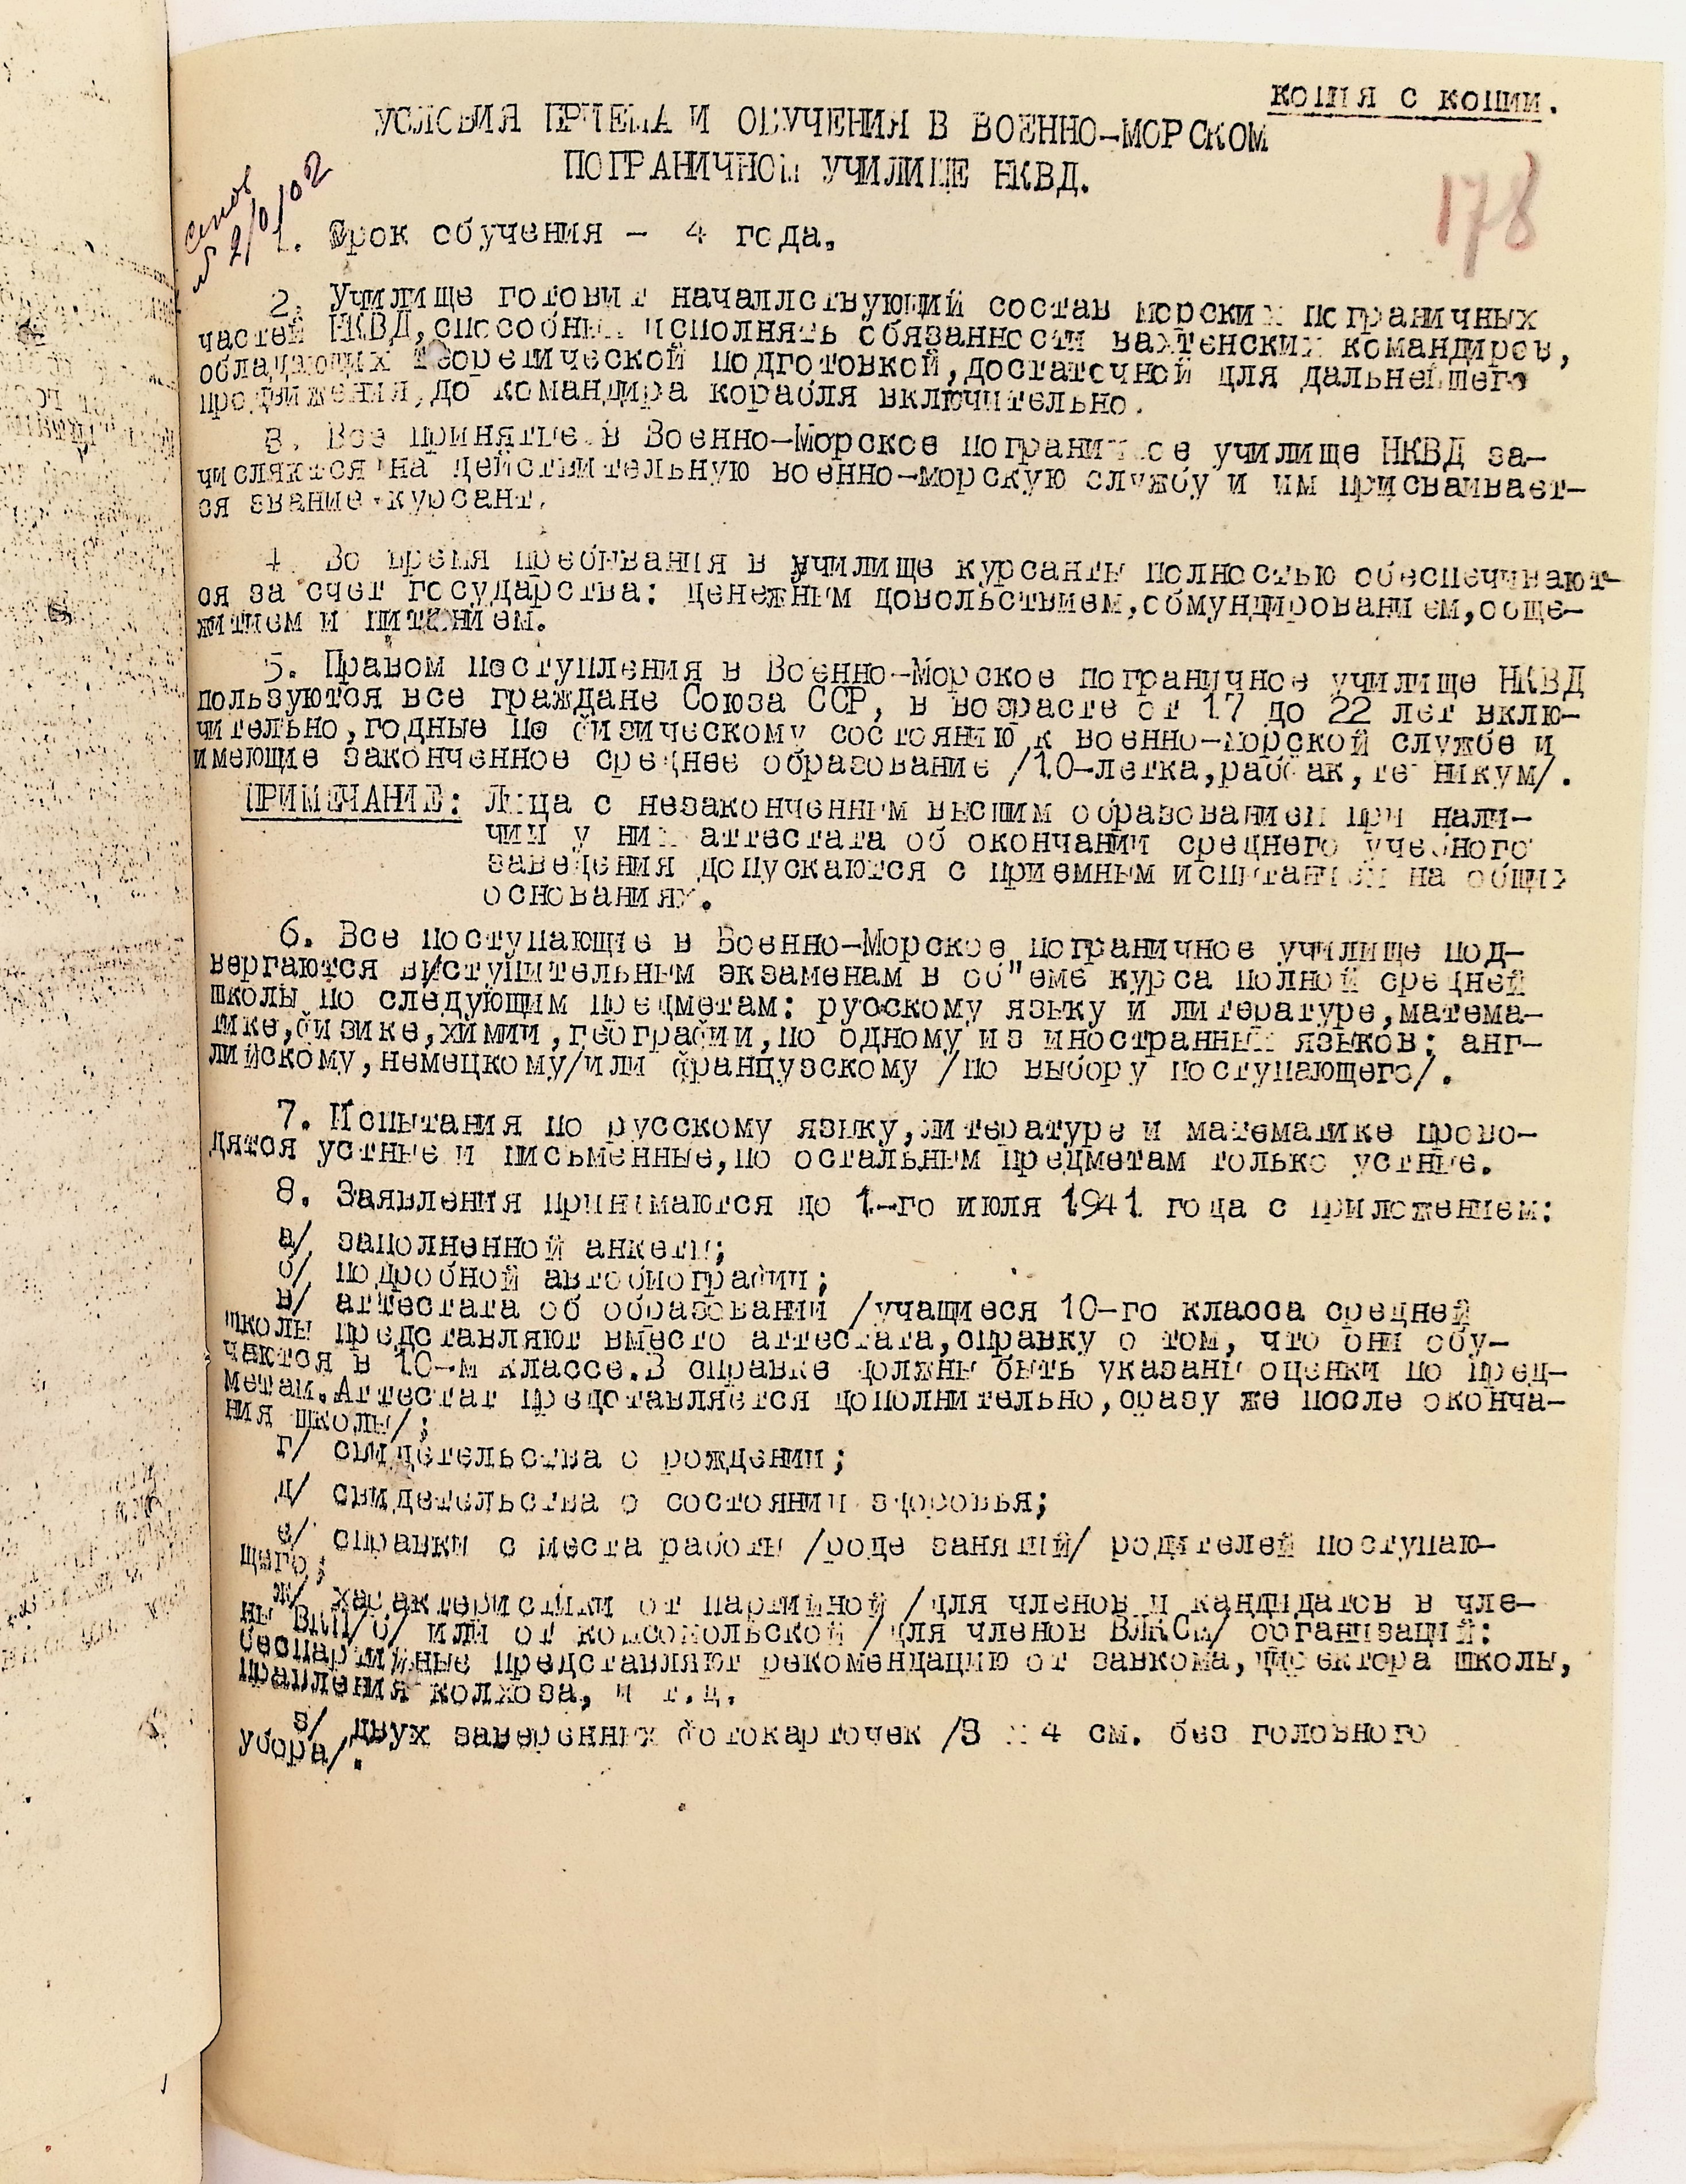 копия с копии.
УСЛОВИЯ ПРИЕМА И ОБУЧЕНИЯ В ВОЕННО-МОРСКОМ
ПОГРАНИЧНОМ УЧИЛИЩЕ НКВД.
178
1. Срок обучения - 4 года.
2. Училище готовит началлствующий состав морских пограничных
частей НКВД,способных исполнять обязанности вахтенских командиров,
обладающих теоретической подготовкой,достаточной для дальнейшего
продвижения,до командира корабля включительно.
3. Все принятые в Военно-Морское пограничное училище НКВД за-
числяются на действительную военно-морскую службу и им присваивает-
ся звание-курсант.
4. Во время пребывания в училище курсанты полностью обеспечивают-
ся за счет государства: денежным довольствием,обмундированием,обще-
житием и питанием.
5. Правом поступления в Военно-Морское пограничное училище НКВД
пользуются все граждане Союза ССР, в возрасте от 17 до 22 лет вклю-
чительно,годные по физическому состоянию к военно-морской службе и
имеющие законченное среднее образование /10-летка,рабфак,техникум/.
ПРИМЕЧАНИЕ: Лица с незаконченным высшим образованием при нали-
чии у них аттестата об окончании среднего учебного
заведения допускаются с приемным испытаний на общих
основаниях.
6. Все поступающие в Военно-Морское пограничное училище под-
вергаются вступительным экзаменам в об"еме курса полной средней
школы по следующим предметам: русскому языку и литературе,матема-
тике,физике,химии,географии,по одному из иностранных языков: анг-
лийскому,немецкому/или французскому /по выбору поступающего/.
7. Испытания по русскому языку,литературе и математике прово-
дятся устные и письменные,по остальным предметам только устные.
8. Заявления принимаются до 1-го июля 1941 года с приложением:
а/ заполненной анкеты;
б/ подробной автобиографии;
в/ аттестата об образовании /учащиеся 10-го класса средней
школы представляют вместо аттестата,справку о том, что они обу-
чаются в 10-м классе.В справке должны быть указаны оценки по пред-
метам.Аттестат представляется дополнительно,сразу же после оконча-
ния школы/;
г/ свидетельства о рождении;
д/ свидетельства о состоянии здоровья;
е/ справки с места работы /роде занятий/ родителей поступаю-
щего;
ж/ характеристики от партийной /для членов и кандидатов в чле-
ны ВКП/б/ или от комсомольской /для членов ВЛКСМ/ организаций:
беспартийные представляют рекомендацию от завкома,директора школы,
правления колхоза, и т.д.
з/ двух заверенных фотокарточек /3 х 4 см. без головного
убора/.